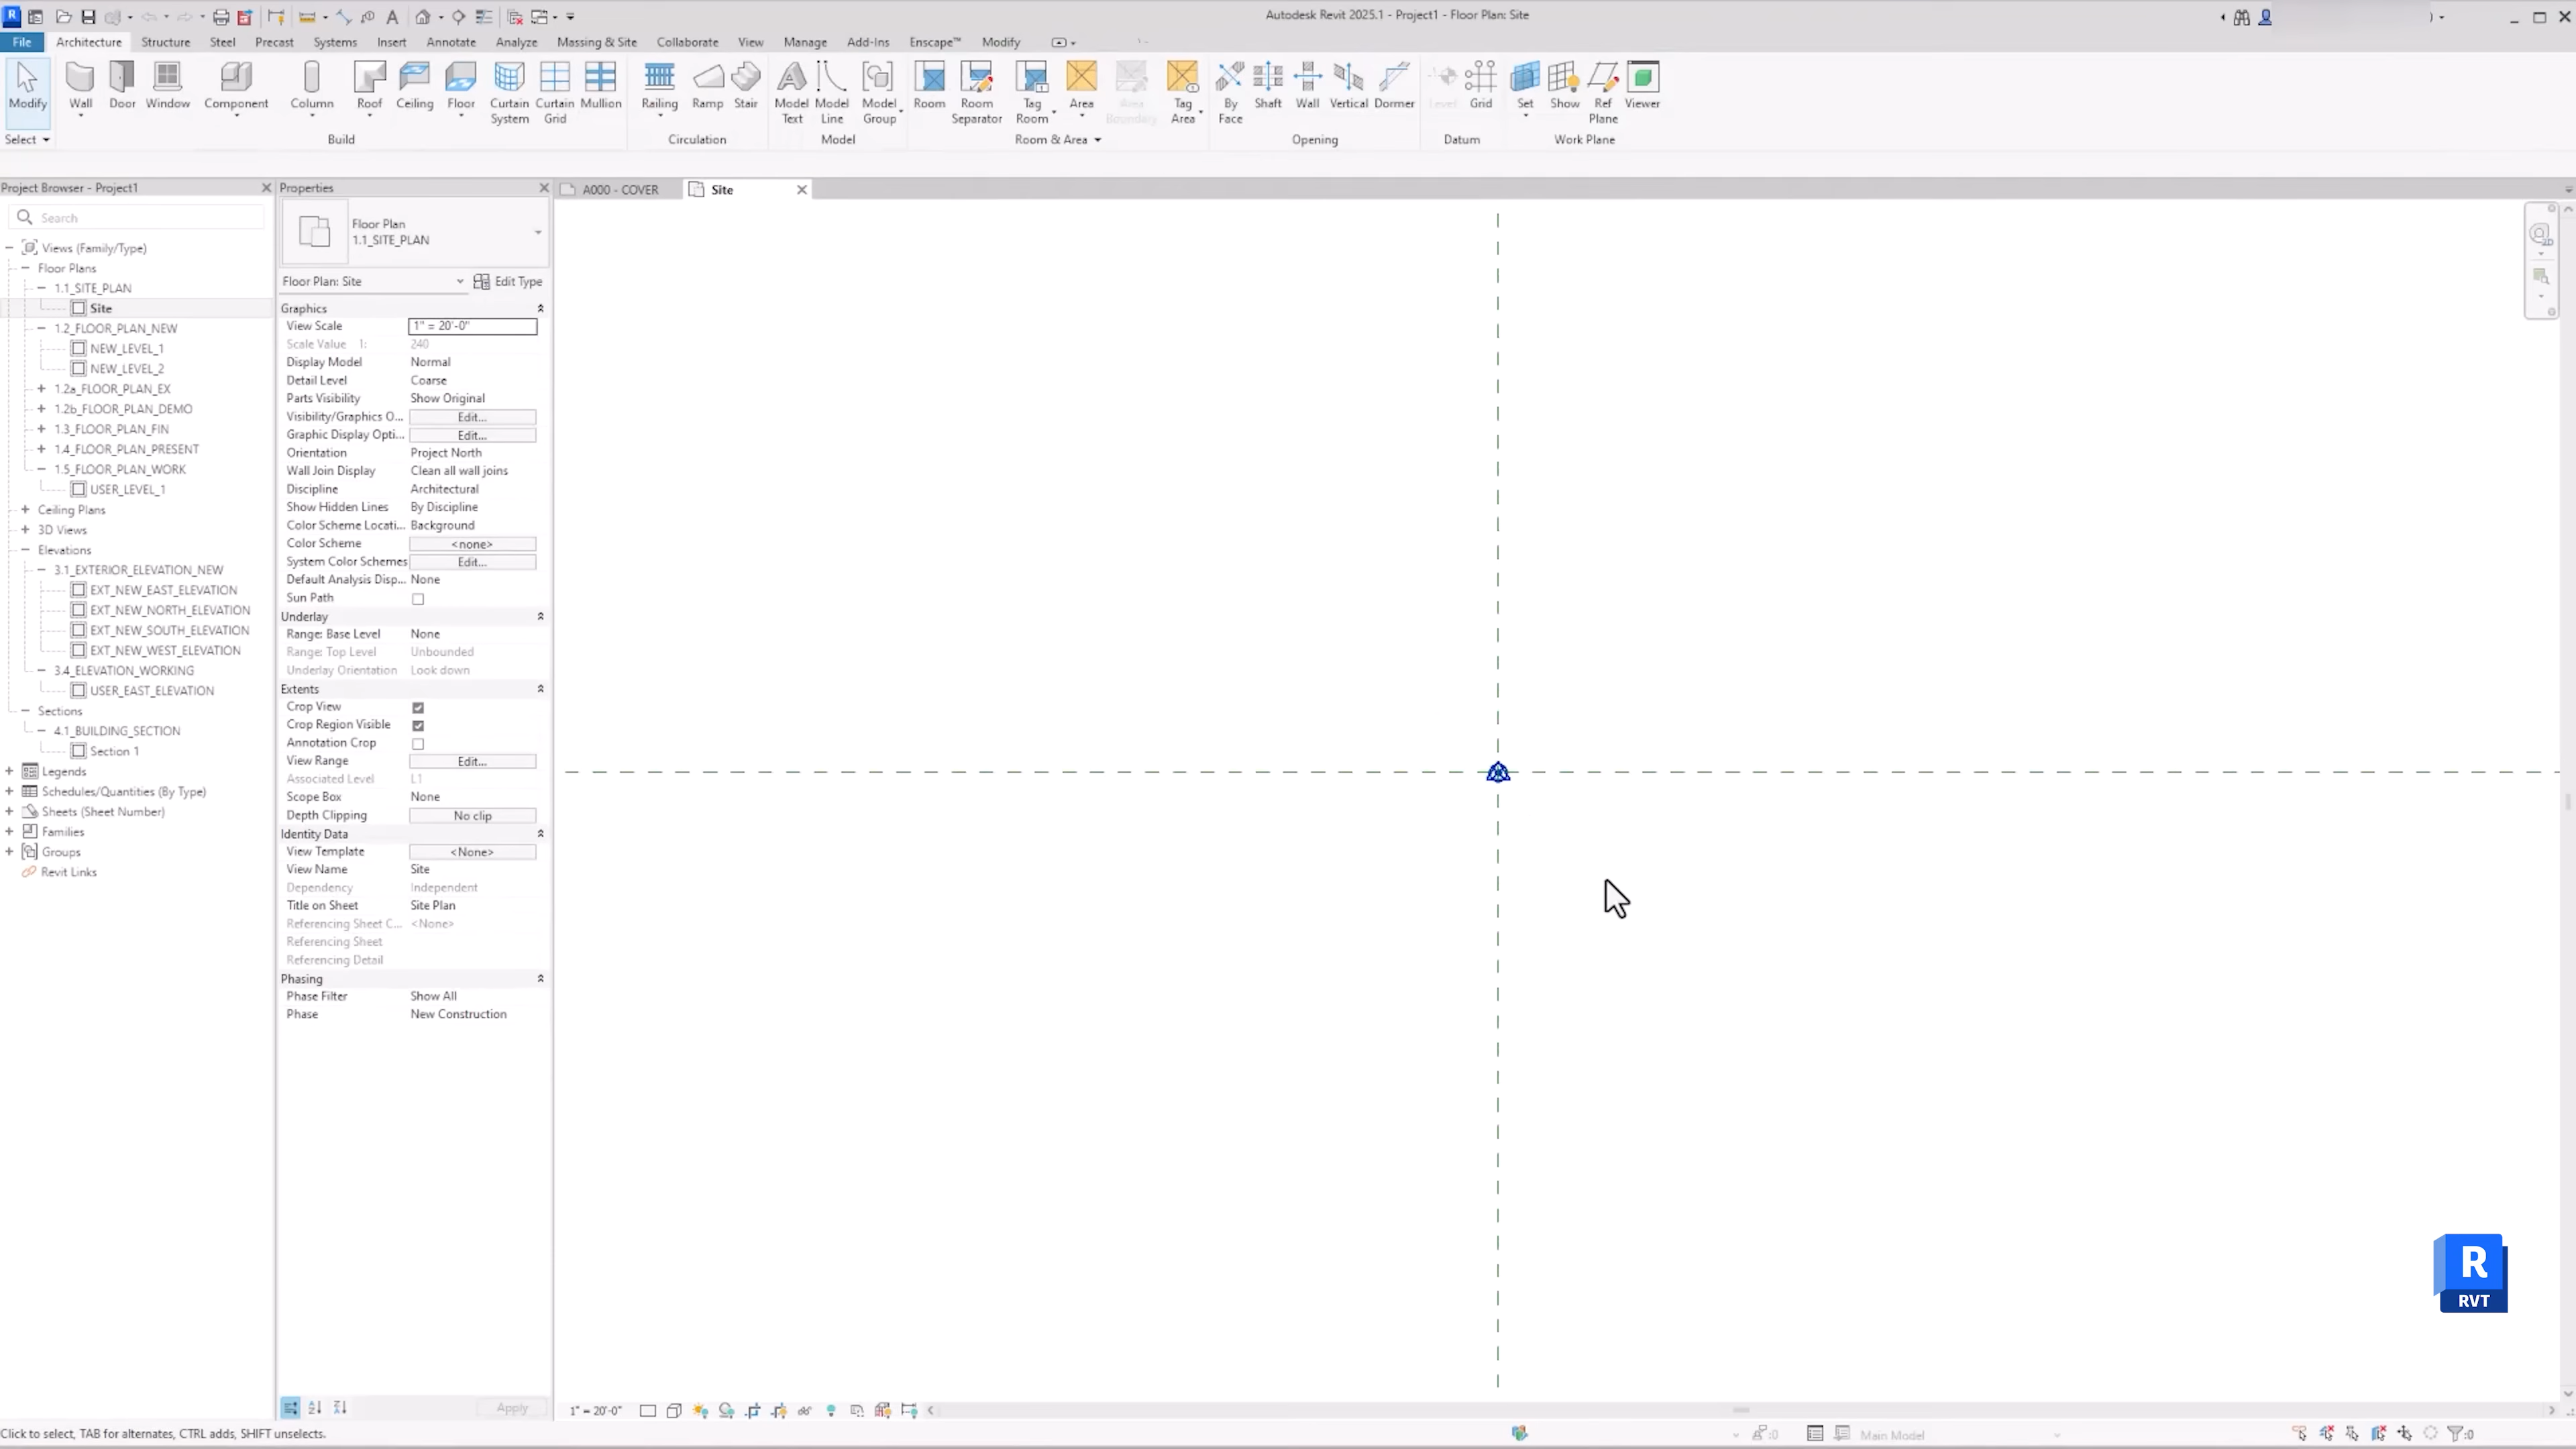 Autodesk Revit 2025.1 - Project1 - Floor Plan: Site
File Architecture Structure Steel Precast Systems Insert Annotate Analyze Massing & Site Collaborate View Manage Add-Ins Enscape™ Modify
Modify Wall Door Window Component Column Roof Ceiling Floor Curtain System Curtain Grid Mullion Railing Ramp Stair Model Text Model Line Model Group Room Room Separator Tag Room Area Area Boundary Tag Area By Face Shaft Wall Vertical Dormer Level Grid Set Show Ref Plane Viewer
Select Build Circulation Model Room & Area Opening Datum Work Plane
Project Browser - Project1
Search
Views (Family/Type)
Floor Plans
1.1_SITE_PLAN
Site
1.2_FLOOR_PLAN_NEW
NEW_LEVEL_1
NEW_LEVEL_2
1.2a_FLOOR_PLAN_EX
1.2b_FLOOR_PLAN_DEMO
1.3_FLOOR_PLAN_FIN
1.4_FLOOR_PLAN_PRESENT
1.5_FLOOR_PLAN_WORK
USER_LEVEL_1
Ceiling Plans
3D Views
Elevations
3.1_EXTERIOR_ELEVATION_NEW
EXT_NEW_EAST_ELEVATION
EXT_NEW_NORTH_ELEVATION
EXT_NEW_SOUTH_ELEVATION
EXT_NEW_WEST_ELEVATION
3.4_ELEVATION_WORKING
USER_EAST_ELEVATION
Sections
4.1_BUILDING_SECTION
Section 1
Legends
Schedules/Quantities (By Type)
Sheets (Sheet Number)
Families
Groups
Revit Links
Properties
Floor Plan
1.1_SITE_PLAN
Floor Plan: Site Edit Type
Graphics
View Scale 1" = 20'-0"
Scale Value 1: 240
Display Model Normal
Detail Level Coarse
Parts Visibility Show Original
Visibility/Graphics O... Edit...
Graphic Display Opti... Edit...
Orientation Project North
Wall Join Display Clean all wall joins
Discipline Architectural
Show Hidden Lines By Discipline
Color Scheme Locati... Background
Color Scheme <none>
System Color Schemes Edit...
Default Analysis Disp... None
Sun Path
Underlay
Range: Base Level None
Range: Top Level Unbounded
Underlay Orientation Look down
Extents
Crop View
Crop Region Visible
Annotation Crop
View Range Edit...
Associated Level L1
Scope Box None
Depth Clipping No clip
Identity Data
View Template <None>
View Name Site
Dependency Independent
Title on Sheet Site Plan
Referencing Sheet C... <None>
Referencing Sheet
Referencing Detail
Phasing
Phase Filter Show All
Phase New Construction
Apply
A000 - COVER Site
2D
R
RVT
1" = 20'-0"
Click to select, TAB for alternates, CTRL adds, SHIFT unselects. :0 Main Model :0